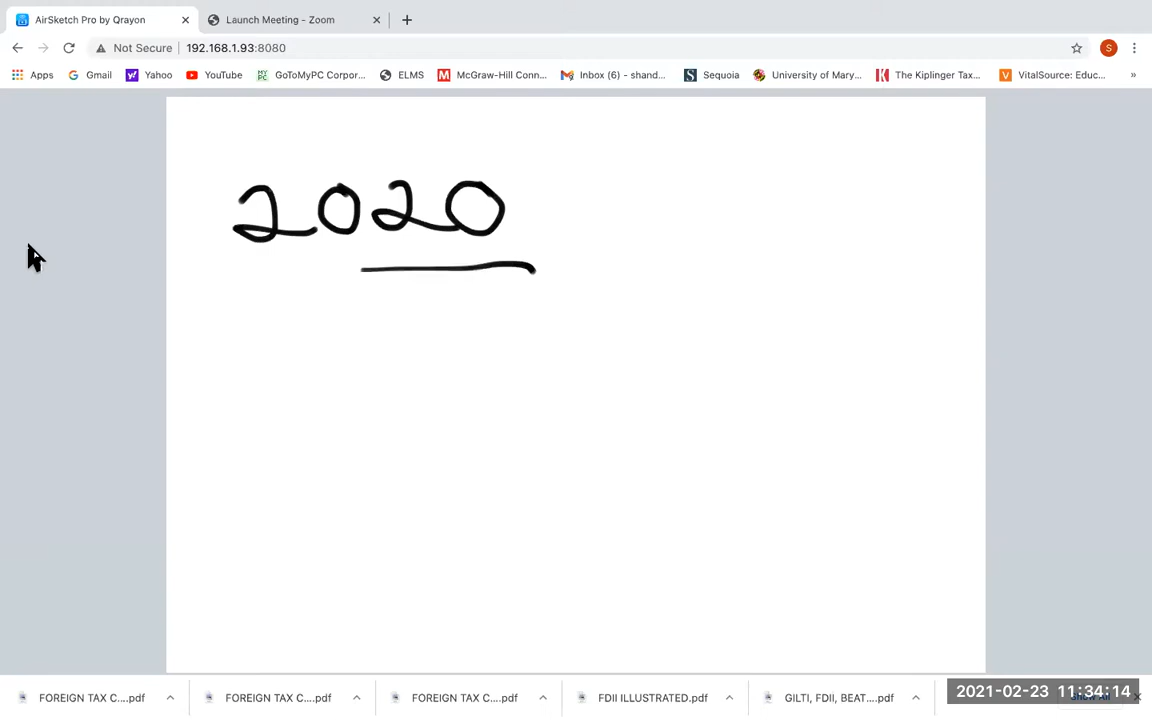 AirSketch Pro by Qrayon
Launch Meeting - Zoom
Not Secure 192.168.1.93:8080
S
Apps Gmail Yahoo YouTube GoToMyPC Corpor... ELMS McGraw-Hill Conn... Inbox (6) - shand... Sequoia University of Mary... The Kiplinger Tax... VitalSource: Educ... »
2020
FOREIGN TAX C....pdf FOREIGN TAX C....pdf FOREIGN TAX C....pdf FDII ILLUSTRATED.pdf GILTI, FDII, BEAT....pdf
2021-02-23 11:34:14